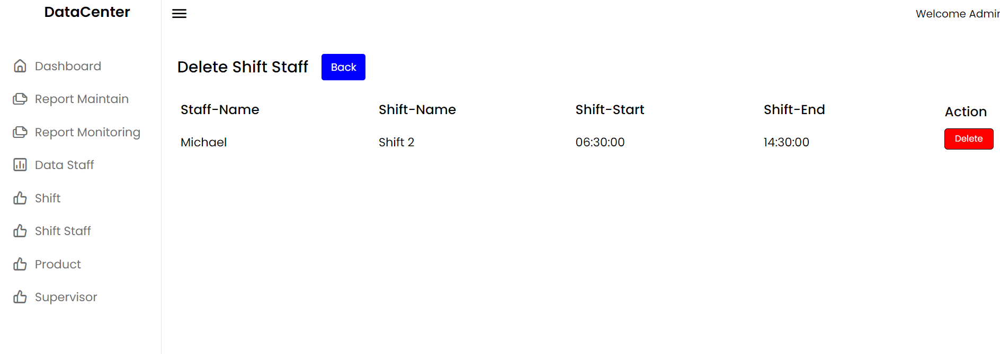 DataCenter
Welcome Admin
Dashboard
Report Maintain
Report Monitoring
Data Staff
Shift
Shift Staff
Product
Supervisor
Delete Shift Staff Back
Staff-Name Shift-Name Shift-Start Shift-End Action
Michael Shift 2 06:30:00 14:30:00 Delete